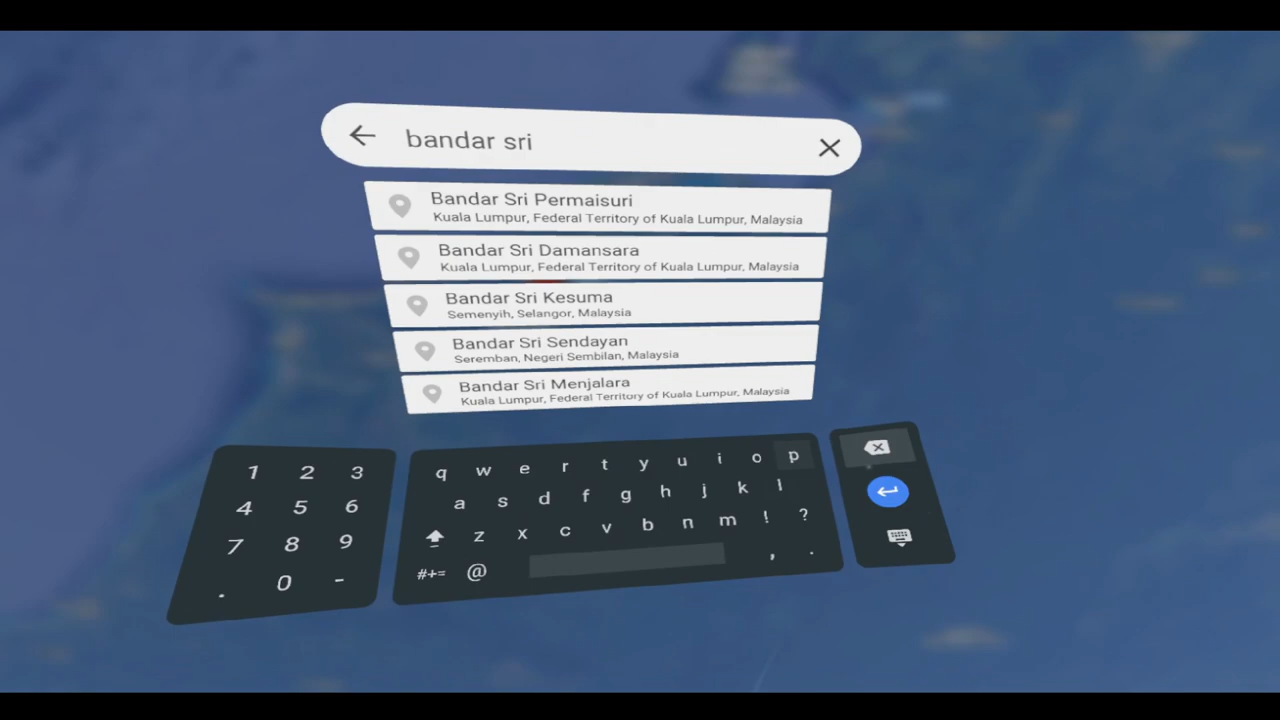 bandar sri
Bandar Sri Permaisuri
Kuala Lumpur, Federal Territory of Kuala Lumpur, Malaysia
Bandar Sri Damansara
Kuala Lumpur, Federal Territory of Kuala Lumpur, Malaysia
Bandar Sri Kesuma
Semenyih, Selangor, Malaysia
Bandar Sri Sendayan
Seremban, Negeri Sembilan, Malaysia
Bandar Sri Menjalara
Kuala Lumpur, Federal Territory of Kuala Lumpur, Malaysia
1 2 3
4 5 6
7 8 9
. 0 -
q w e r t y u i o p
a s d f g h j k l
z x c v b n m ! ?
#+= @ , .